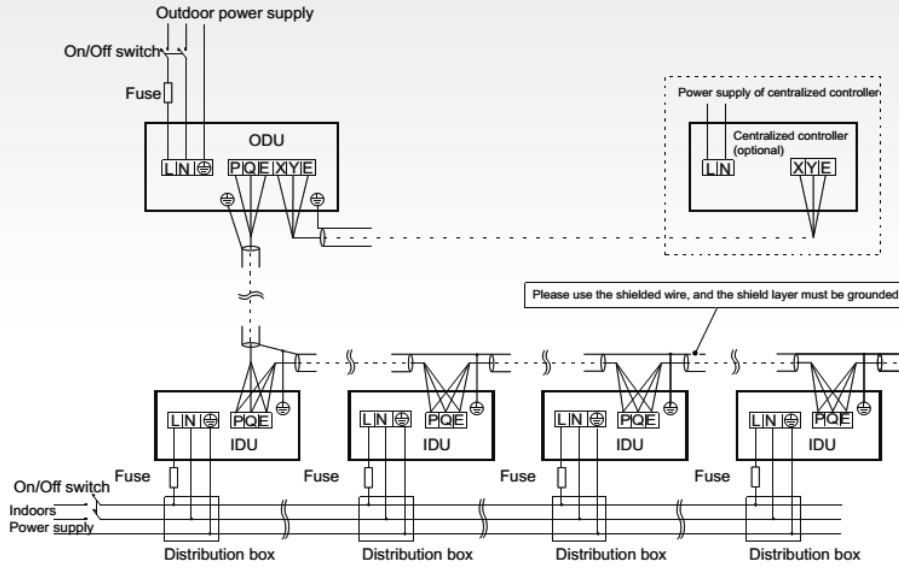 Outdoor power supply
On/Off switch
Fuse
ODU
L N
P Q E X Y E
Power supply of centralized controller
Centralized controller
(optional)
L N
X Y E
Please use the shielded wire, and the shield layer must be grounded
L N
P Q E
IDU
L N
P Q E
IDU
L N
P Q E
IDU
L N
P Q E
IDU
Fuse
Fuse
Fuse
Fuse
On/Off switch
Indoors
Power supply
Distribution box
Distribution box
Distribution box
Distribution box